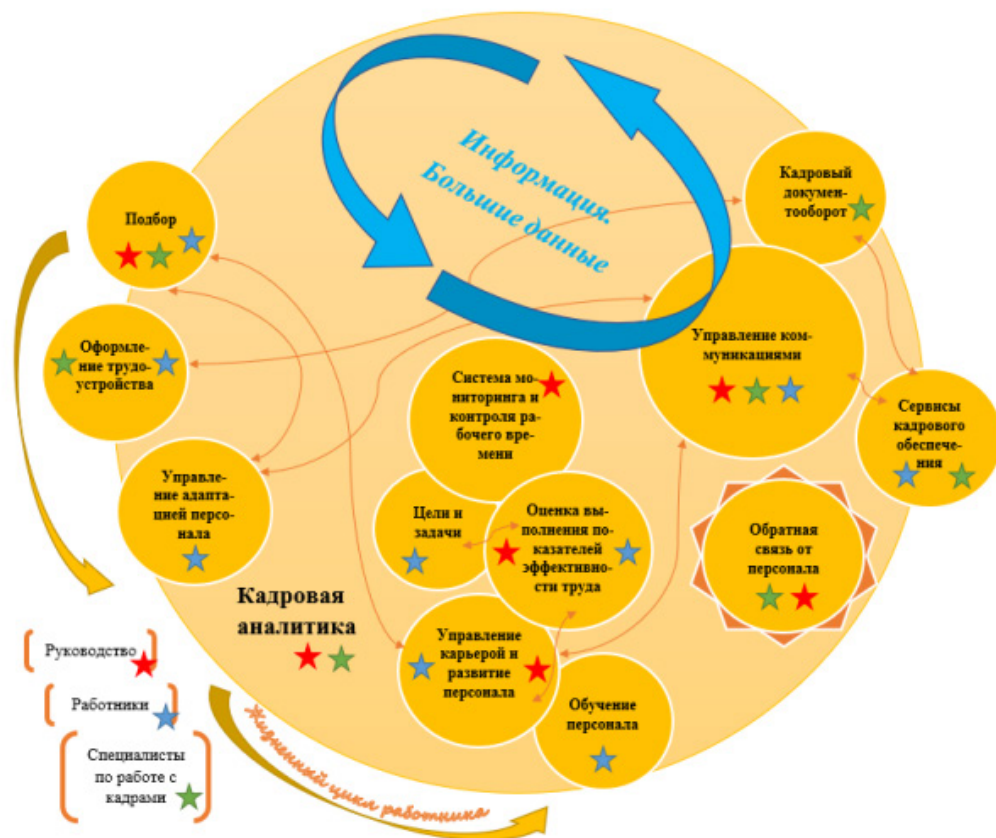 Информация.
Большие данные
Кадровый
докумен-
тооборот
Подбор
Управление ком-
муникациями
Оформле-
ние трудо-
устройства
Система мо-
ниторинга и
контроля ра-
бочего вре-
мени
Сервисы
кадрового
обеспече-
ния
Управле-
ние адап-
тацией персо-
нала
Цели и
задачи
Оценка вы-
полнения по-
казателей
эффективно-
сти труда
Обратная
связь от
персонала
Кадровая
аналитика
Управление
карьерой и
развитие
персонала
Обучение
персонала
Руководство
Работники
Специалисты
по работе с
кадрами
Жизненный цикл работника